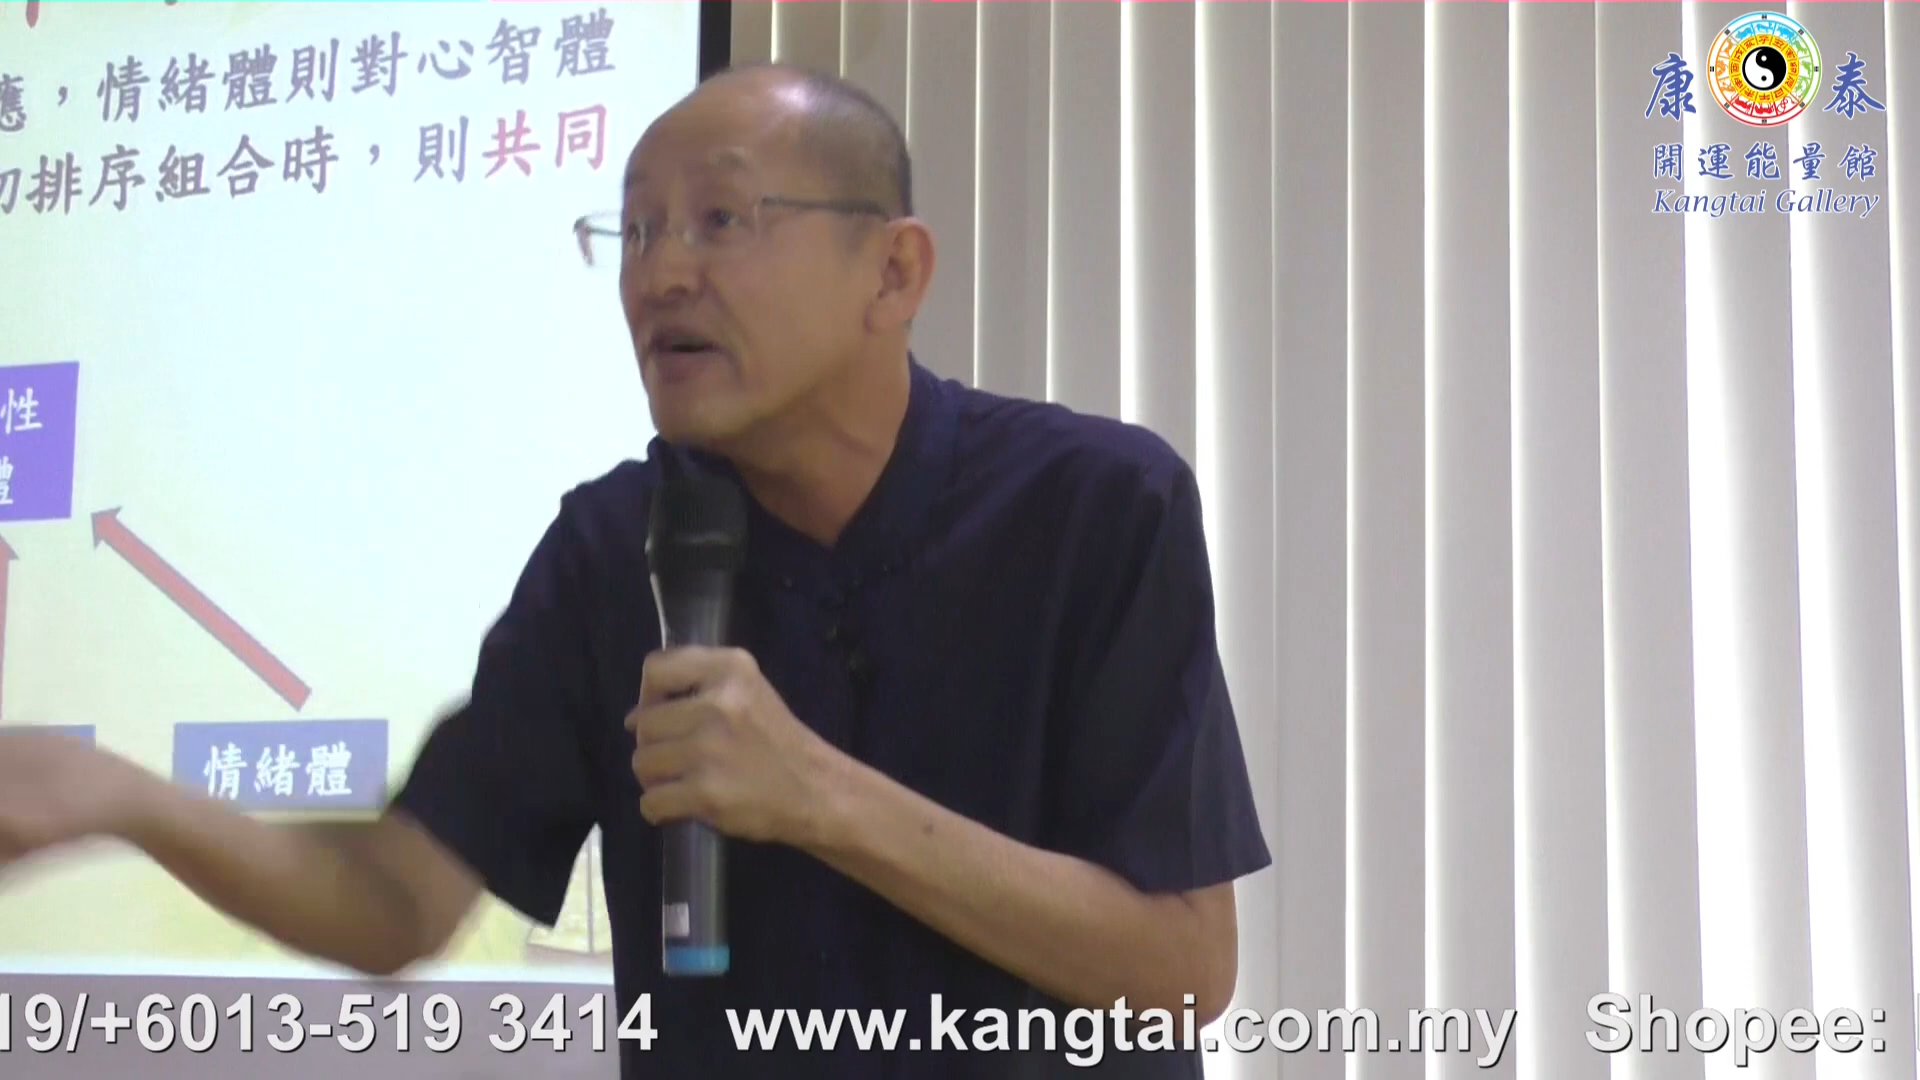 應，情緒體則對心智體
初排序組合時，則共同
性
體
情緒體
康 泰
開運能量館
Kangtai Gallery
19/+6013-519 3414 www.kangtai.com.my Shopee: